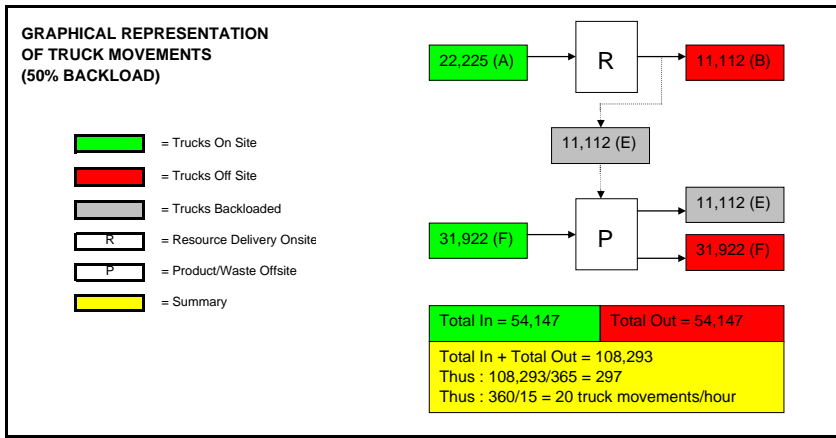 GRAPHICAL REPRESENTATION
OF TRUCK MOVEMENTS
(50% BACKLOAD)
22,225 (A)
R
11,112 (B)
11,112 (E)
= Trucks On Site
= Trucks Off Site
= Trucks Backloaded
R = Resource Delivery Onsite
P = Product/Waste Offsite
= Summary
11,112 (E)
31,922 (F)
P
31,922 (F)
Total In = 54,147
Total Out = 54,147
Total In + Total Out = 108,293
Thus : 108,293/365 = 297
Thus : 360/15 = 20 truck movements/hour